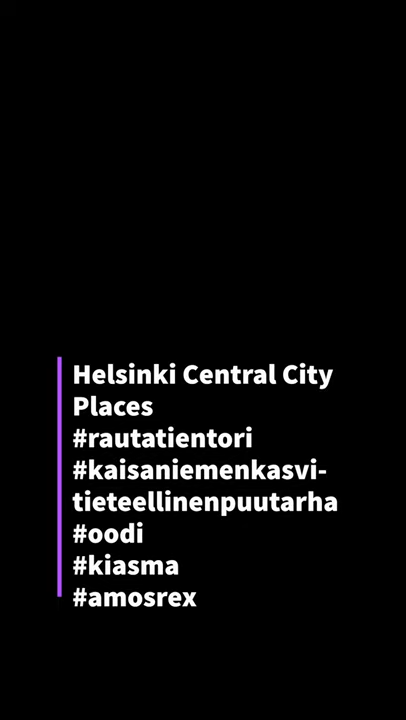 Helsinki Central City
Places
#rautatientori
#kaisaniemenkasvi-
tieteellinenpuutarha
#oodi
#kiasma
#amosrex